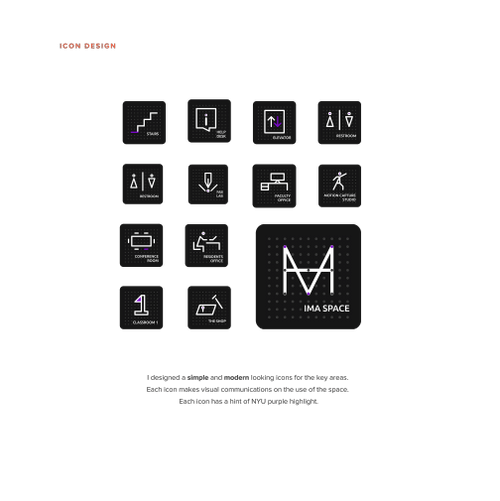 ICON DESIGN
STAIRS
HELP
DESK
ELEVATOR
RESTROOM
RESTROOM
FAB
LAB
FACULTY
OFFICE
MOTION CAPTURE
STUDIO
CONFERENCE
ROOM
RESIDENTS
OFFICE
IMA SPACE
1
CLASSROOM 1
THE SHOP
I designed a simple and modern looking icons for the key areas.
Each icon makes visual communications on the use of the space.
Each icon has a hint of NYU purple highlight.